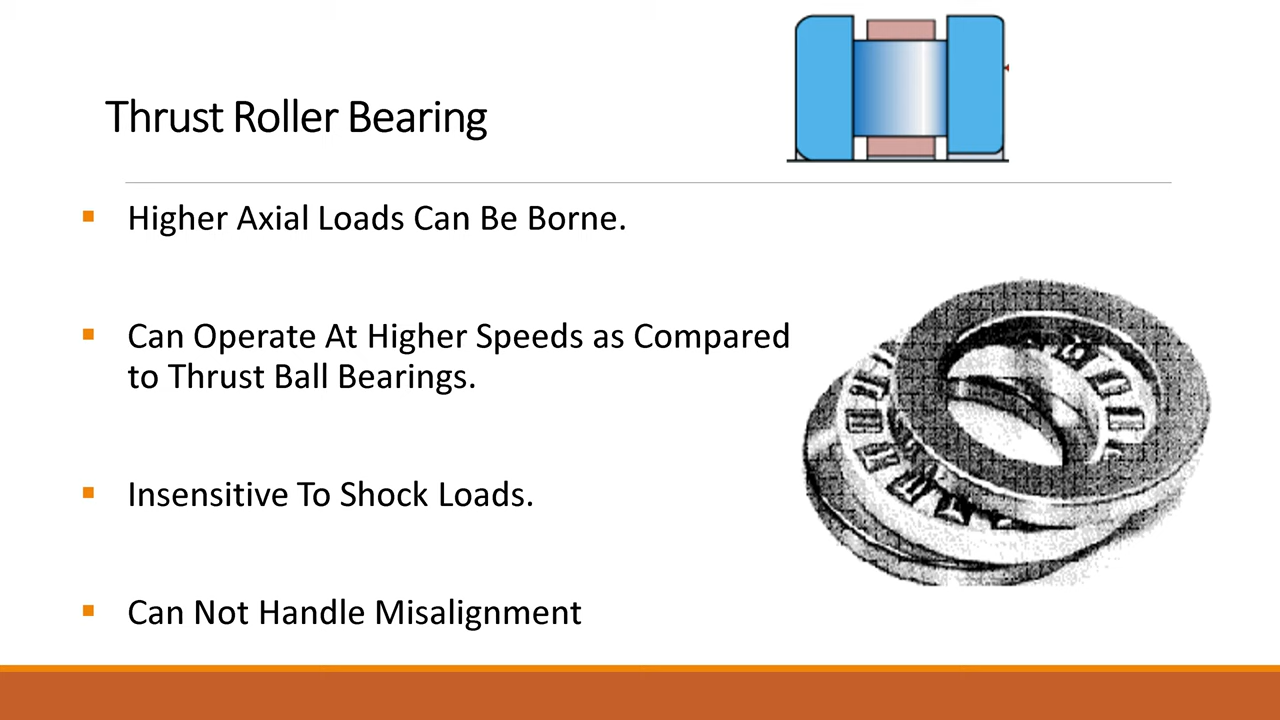 Thrust Roller Bearing
Higher Axial Loads Can Be Borne.
Can Operate At Higher Speeds as Compared
to Thrust Ball Bearings.
Insensitive To Shock Loads.
Can Not Handle Misalignment